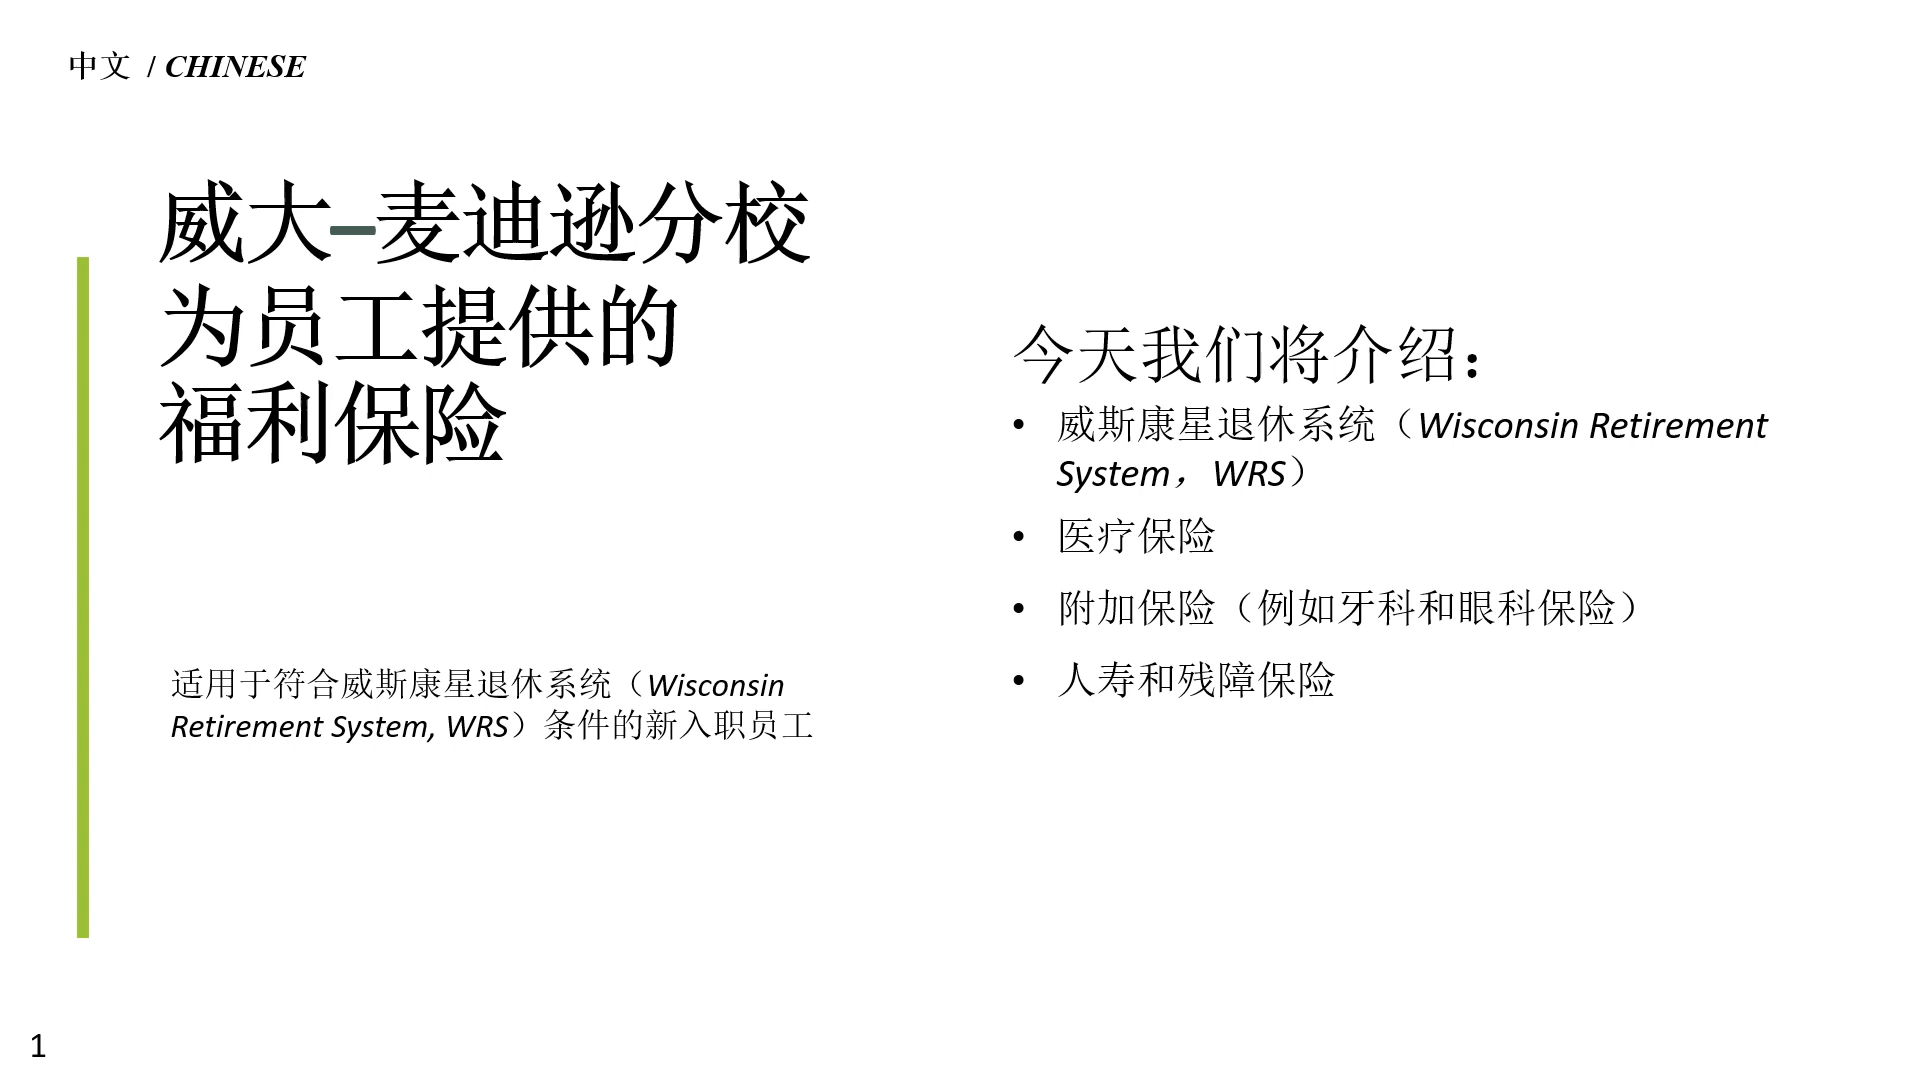 中文 / CHINESE
威大–麦迪逊分校
为员工提供的
福利保险
适用于符合威斯康星退休系统（Wisconsin
Retirement System, WRS）条件的新入职员工
今天我们将介绍：
• 威斯康星退休系统（Wisconsin Retirement
System，WRS）
• 医疗保险
• 附加保险（例如牙科和眼科保险）
• 人寿和残障保险
1